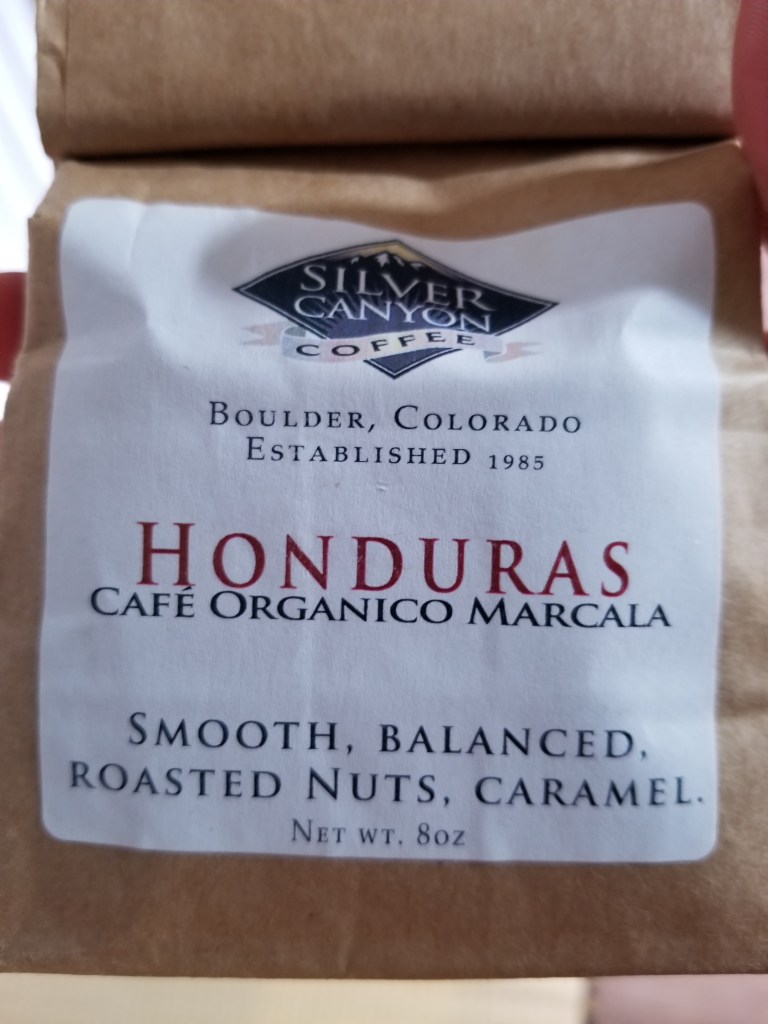 SILVER
CANYON
COFFEE
BOULDER, COLORADO
ESTABLISHED 1985
HONDURAS
CAFÉ ORGANICO MARCALA
SMOOTH, BALANCED,
ROASTED NUTS, CARAMEL.
NET WT. 8OZ